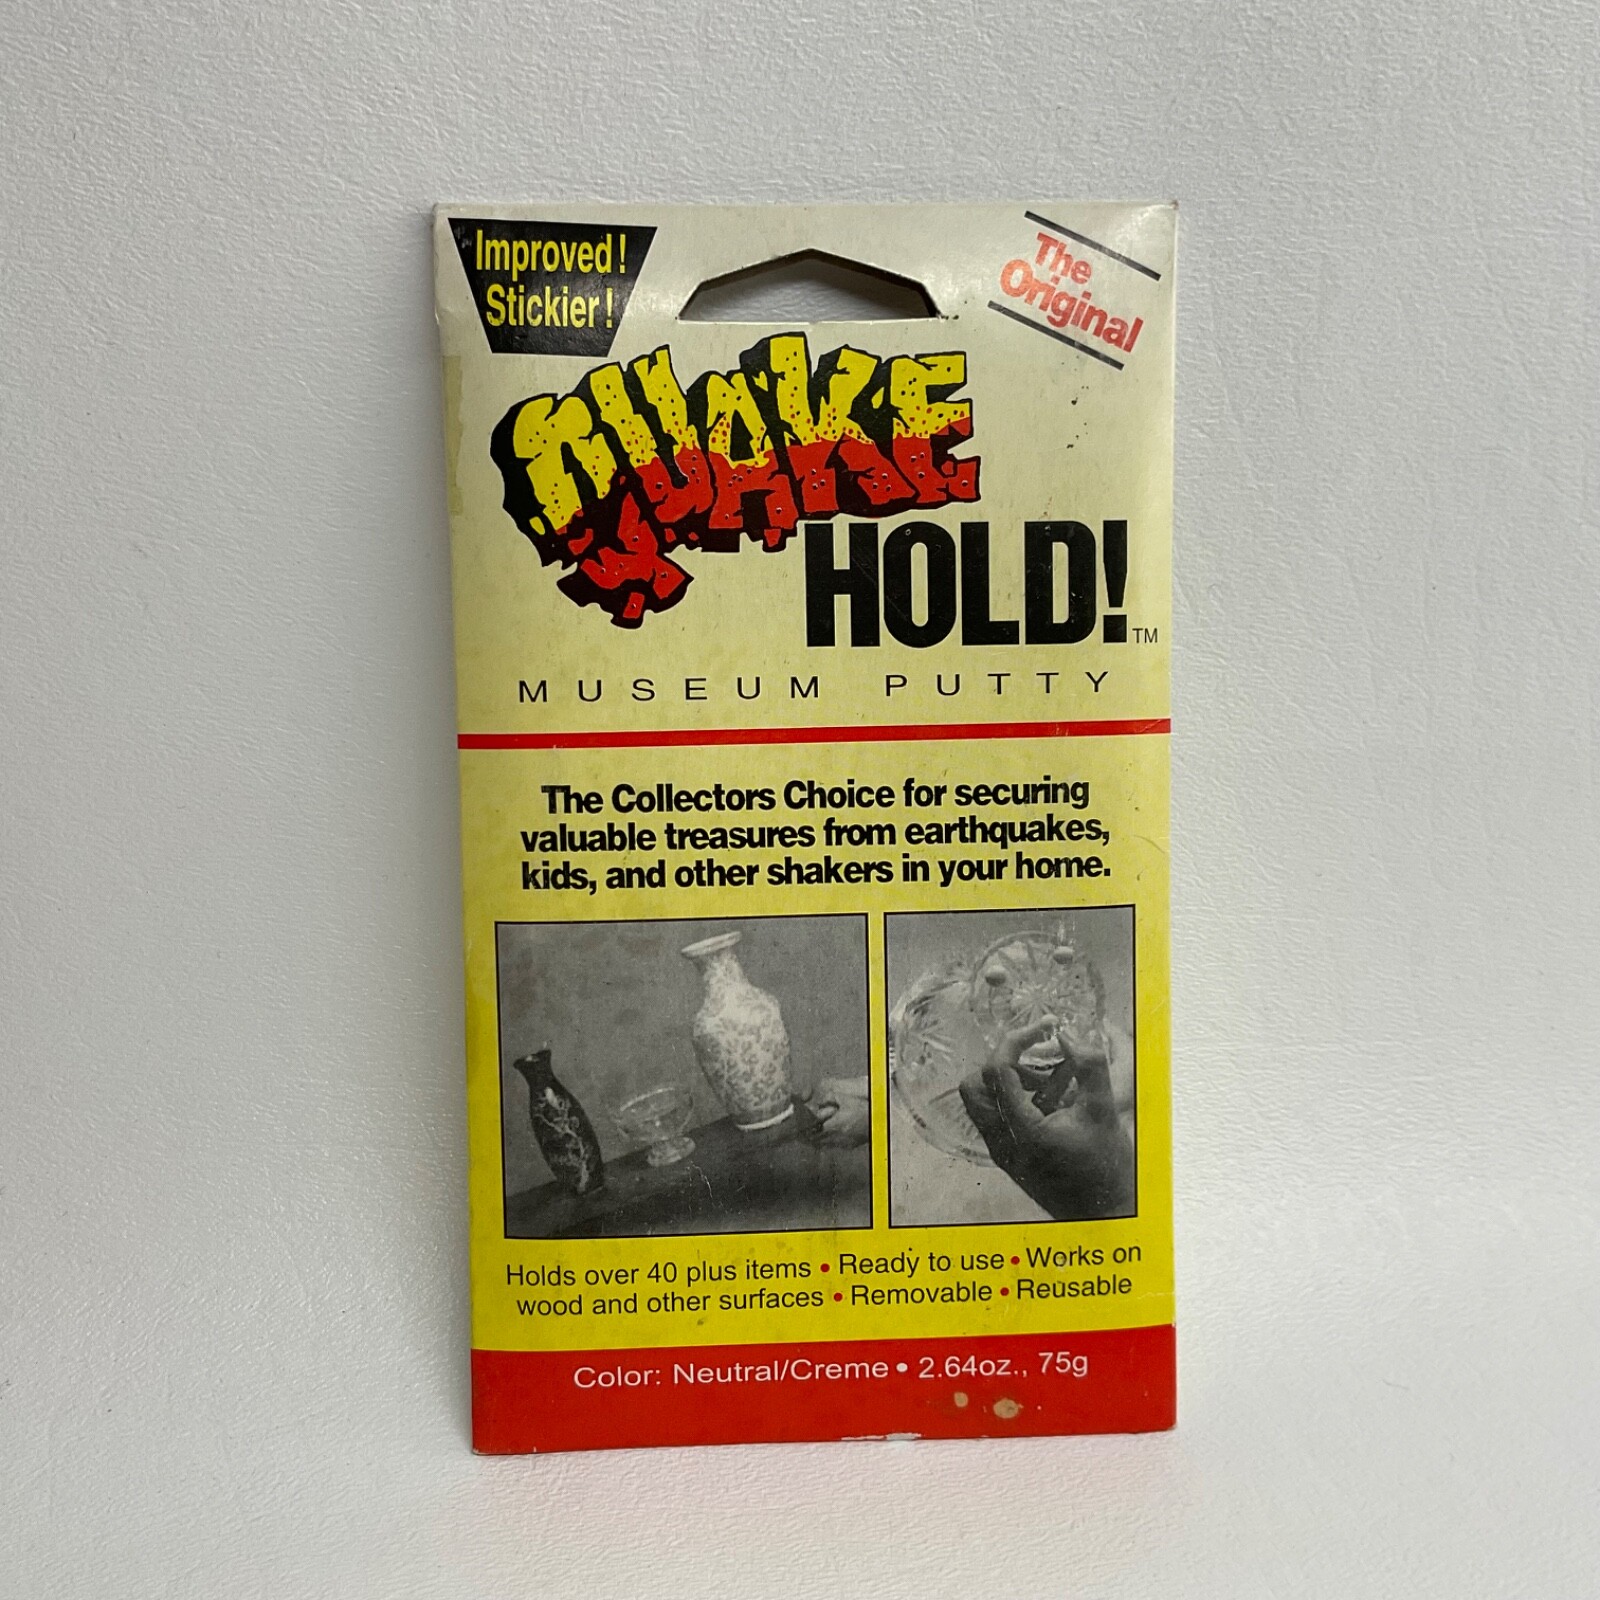 Improved!
Stickier!
The
Original
QUAKE
HOLD!™
MUSEUM PUTTY
The Collectors Choice for securing
valuable treasures from earthquakes,
kids, and other shakers in your home.
Holds over 40 plus items • Ready to use • Works on
wood and other surfaces • Removable • Reusable
Color: Neutral/Creme • 2.64oz., 75g